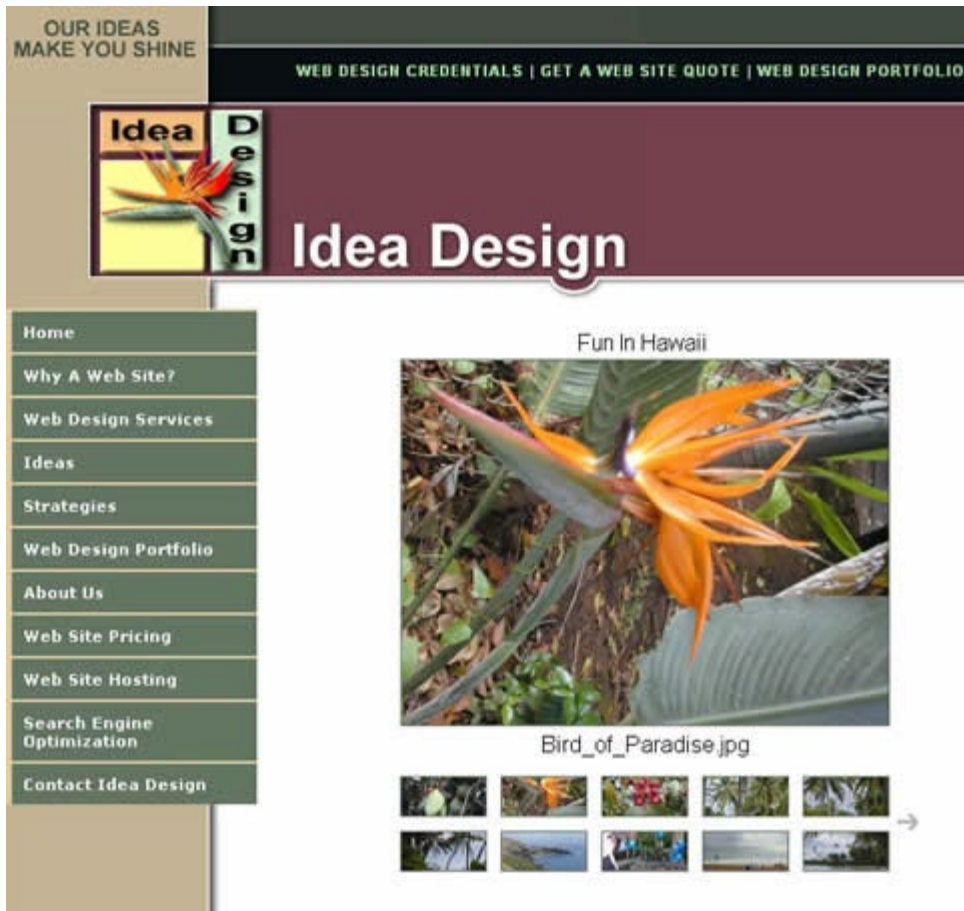 OUR IDEAS
MAKE YOU SHINE
WEB DESIGN CREDENTIALS | GET A WEB SITE QUOTE | WEB DESIGN PORTFOLIO
Idea
Design
Idea Design
Home
Why A Web Site?
Web Design Services
Ideas
Strategies
Web Design Portfolio
About Us
Web Site Pricing
Web Site Hosting
Search Engine
Optimization
Contact Idea Design
Fun In Hawaii
Bird_of_Paradise.jpg